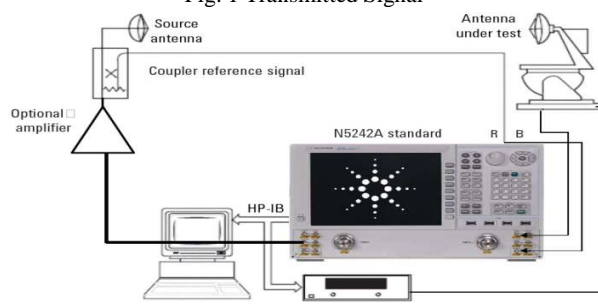 Fig. 1 Transmitted Signal
Source
antenna
Antenna
under test
Coupler reference signal
Optional□
amplifier
N5242A standard
R B
HP-IB